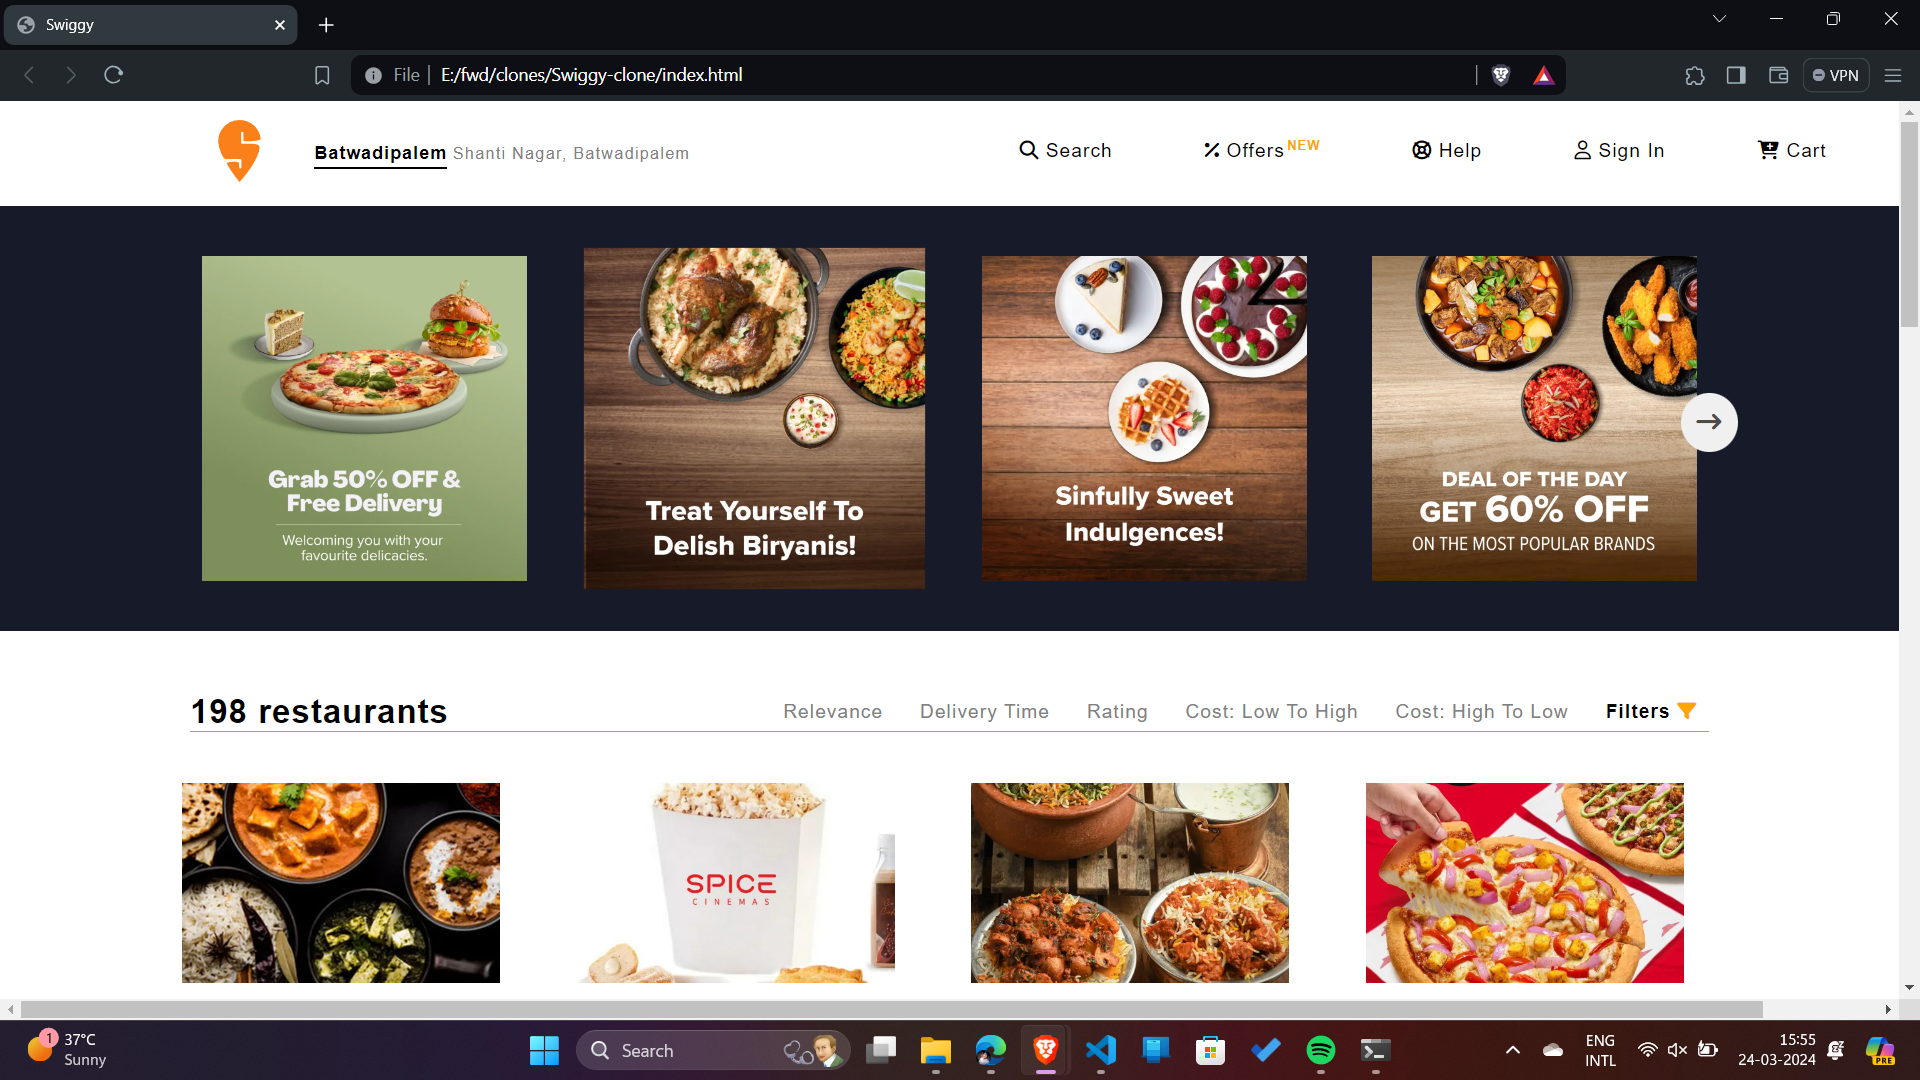 Swiggy
File
E:/fwd/clones/Swiggy-clone/index.html
VPN
Batwadipalem Shanti Nagar, Batwadipalem
Search
Offers NEW
Help
Sign In
Cart
Grab 50% OFF &
Free Delivery
Welcoming you with your
favourite delicacies.
Treat Yourself To
Delish Biryanis!
Sinfully Sweet
Indulgences!
DEAL OF THE DAY
GET 60% OFF
ON THE MOST POPULAR BRANDS
198 restaurants
Relevance
Delivery Time
Rating
Cost: Low To High
Cost: High To Low
Filters
SPICE
CINEMAS
1
37°C
Sunny
Search
ENG
INTL
15:55
24-03-2024
PRE